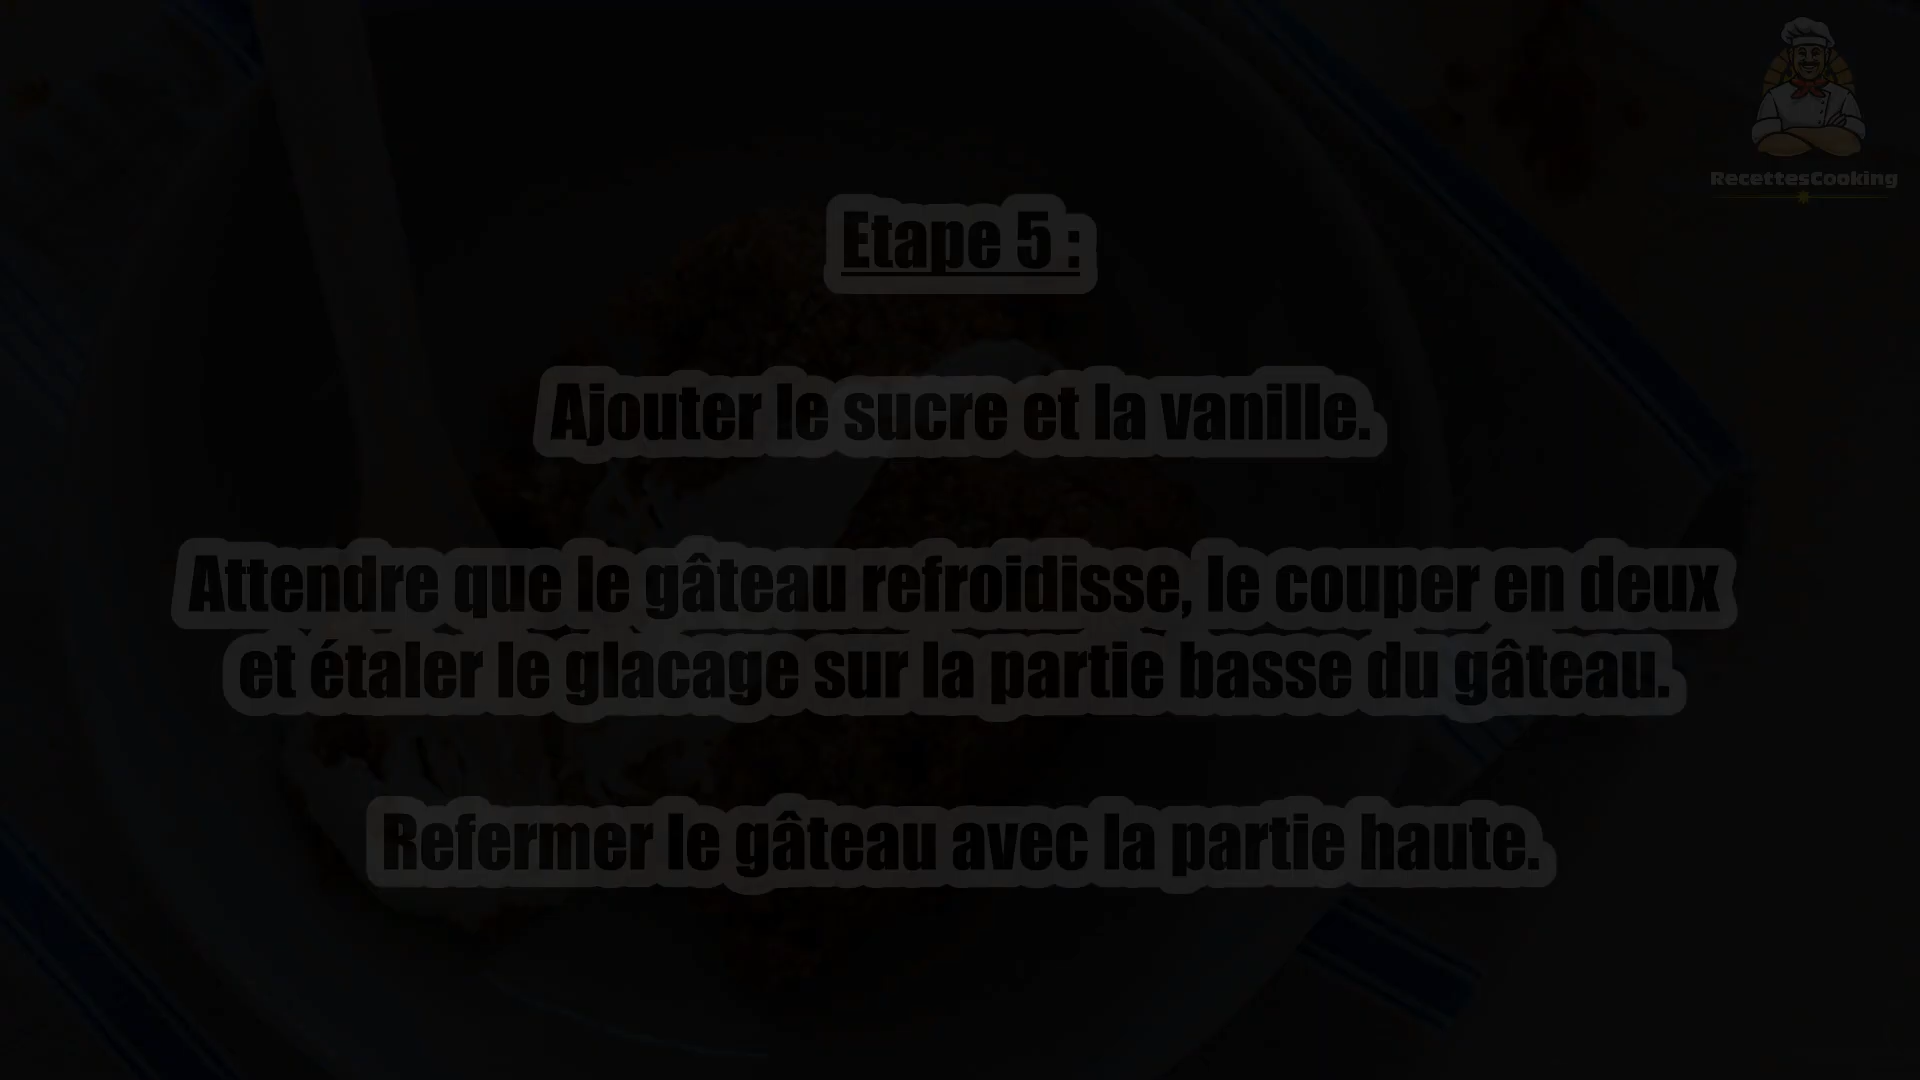 RecettesCooking
Etape 5 :
Ajouter le sucre et la vanille.
Attendre que le gâteau refroidisse, le couper en deux
et étaler le glacage sur la partie basse du gâteau.
Refermer le gâteau avec la partie haute.